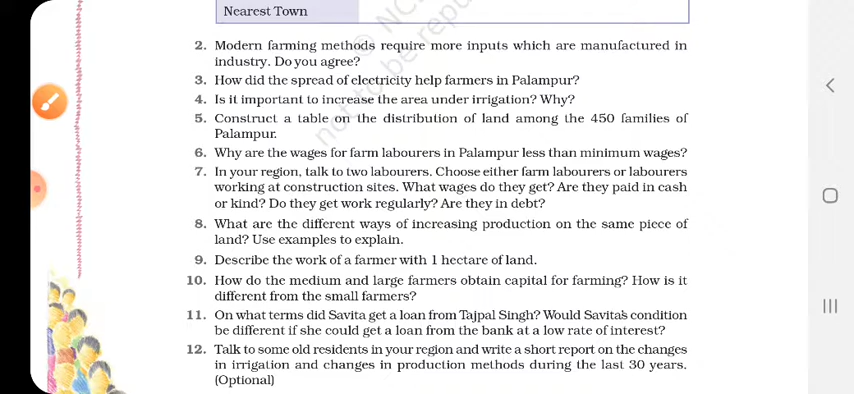 Nearest Town
2. Modern farming methods require more inputs which are manufactured in
industry. Do you agree?
3. How did the spread of electricity help farmers in Palampur?
4. Is it important to increase the area under irrigation? Why?
5. Construct a table on the distribution of land among the 450 families of
Palampur.
6. Why are the wages for farm labourers in Palampur less than minimum wages?
7. In your region, talk to two labourers. Choose either farm labourers or labourers
working at construction sites. What wages do they get? Are they paid in cash
or kind? Do they get work regularly? Are they in debt?
8. What are the different ways of increasing production on the same piece of
land? Use examples to explain.
9. Describe the work of a farmer with 1 hectare of land.
10. How do the medium and large farmers obtain capital for farming? How is it
different from the small farmers?
11. On what terms did Savita get a loan from Tajpal Singh? Would Savita's condition
be different if she could get a loan from the bank at a low rate of interest?
12. Talk to some old residents in your region and write a short report on the changes
in irrigation and changes in production methods during the last 30 years.
(Optional)
© NC
not to be repu